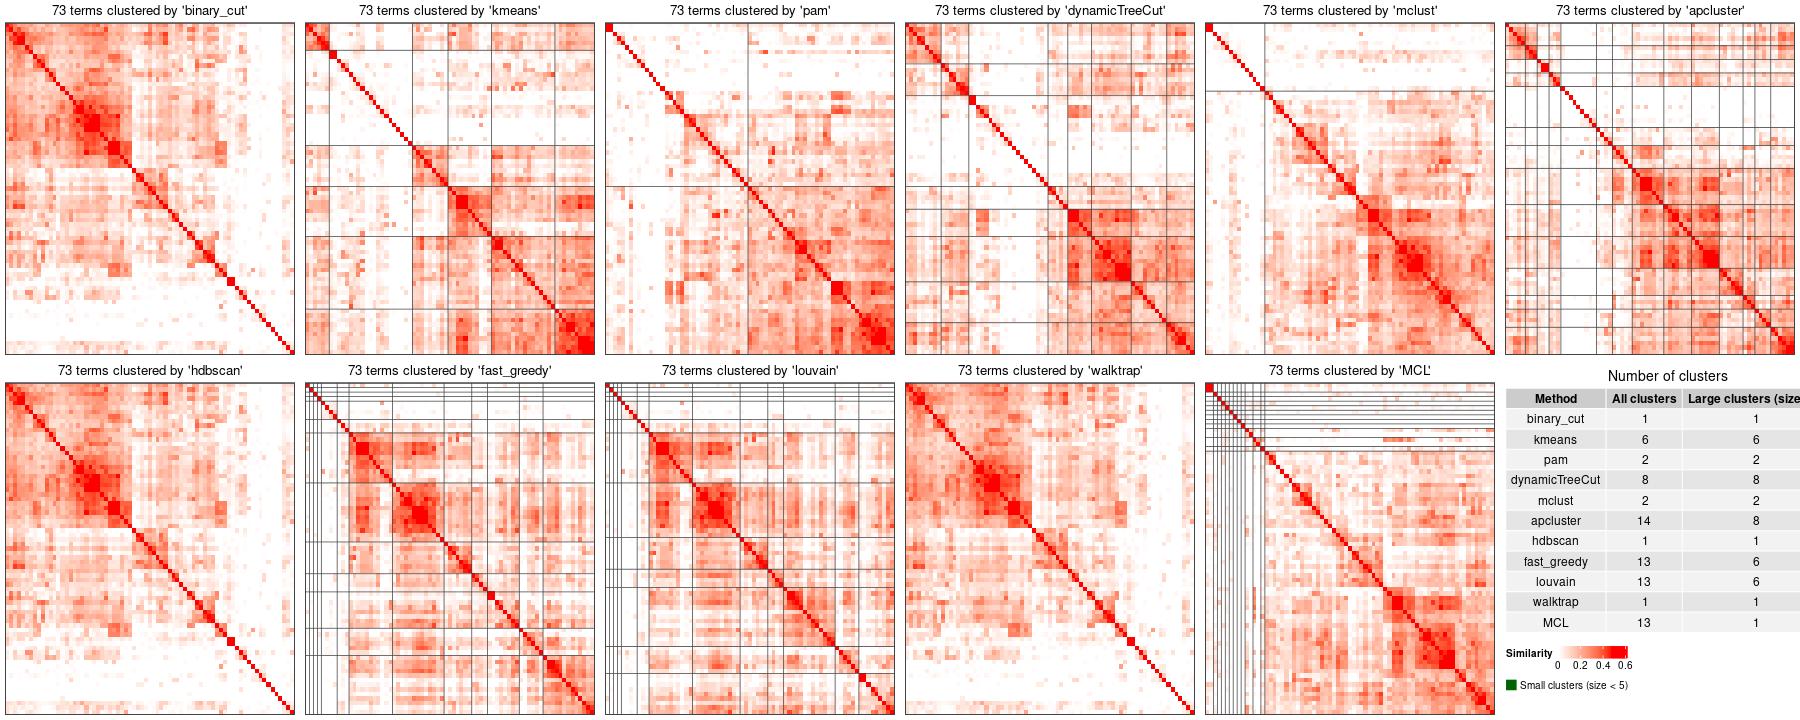 73 terms clustered by 'binary_cut'
73 terms clustered by 'kmeans'
73 terms clustered by 'pam'
73 terms clustered by 'dynamicTreeCut'
73 terms clustered by 'mclust'
73 terms clustered by 'apcluster'
73 terms clustered by 'hdbscan'
73 terms clustered by 'fast_greedy'
73 terms clustered by 'louvain'
73 terms clustered by 'walktrap'
73 terms clustered by 'MCL'
Number of clusters
Method All clusters Large clusters (size
binary_cut 1 1
kmeans 6 6
pam 2 2
dynamicTreeCut 8 8
mclust 2 2
apcluster 14 8
hdbscan 1 1
fast_greedy 13 6
louvain 13 6
walktrap 1 1
MCL 13 1
Similarity
0 0.2 0.4 0.6
Small clusters (size < 5)